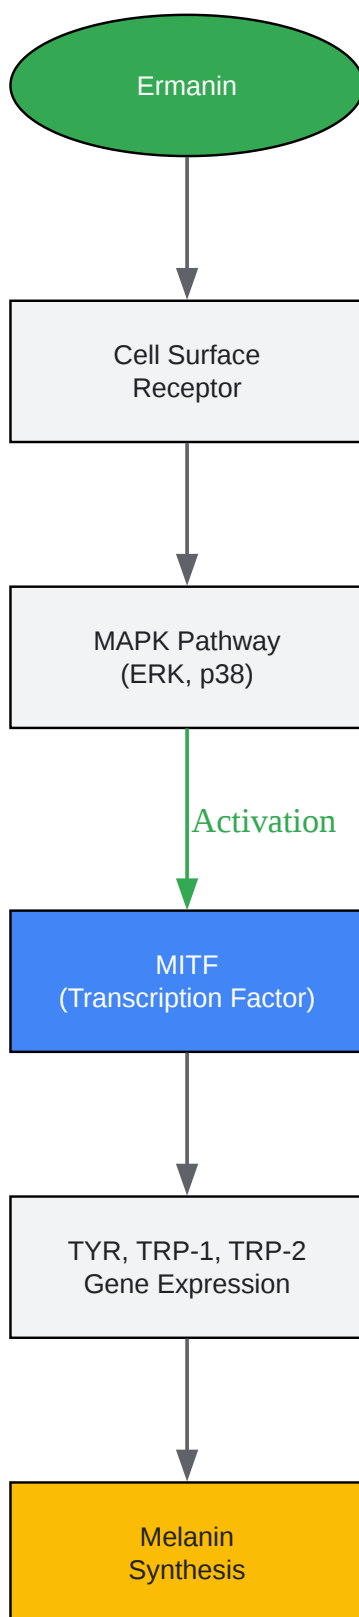 Ermanin
Cell Surface
Receptor
MAPK Pathway
(ERK, p38)
Activation
MITF
(Transcription Factor)
TYR, TRP-1, TRP-2
Gene Expression
Melanin
Synthesis